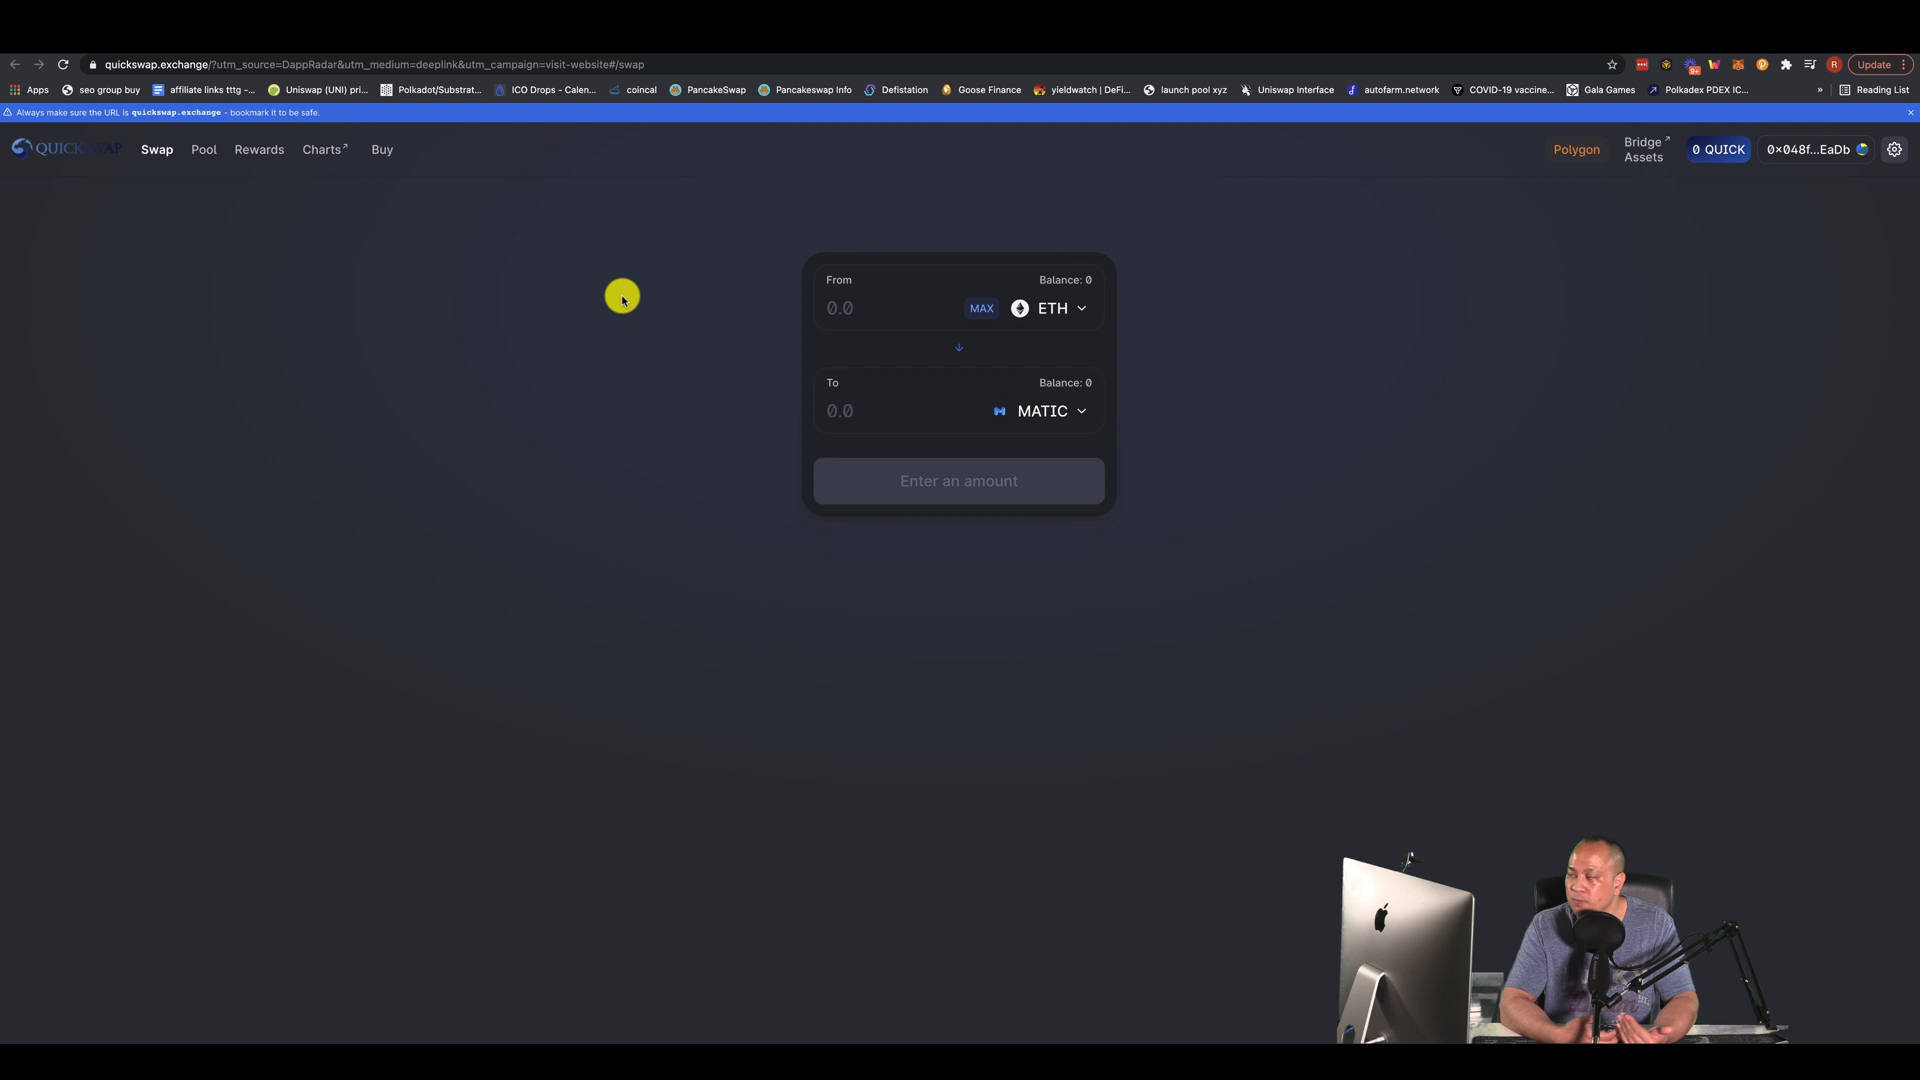 quickswap.exchange/?utm_source=DappRadar&utm_medium=deeplink&utm_campaign=visit-website#/swap
9+
R
Update
Apps seo group buy affiliate links tttg -... Uniswap (UNI) pri... Polkadot/Substrat... ICO Drops - Calen... coincal PancakeSwap Pancakeswap Info Defistation Goose Finance yieldwatch | DeFi... launch pool xyz Uniswap Interface autofarm.network COVID-19 vaccine... Gala Games Polkadex PDEX IC... » Reading List
Always make sure the URL is quickswap.exchange - bookmark it to be safe.
QUICKSWAP Swap Pool Rewards Charts↗ Buy Polygon Bridge↗ Assets 0 QUICK 0×048f...EaDb
From Balance: 0
0.0 MAX ETH
To Balance: 0
0.0 MATIC
Enter an amount